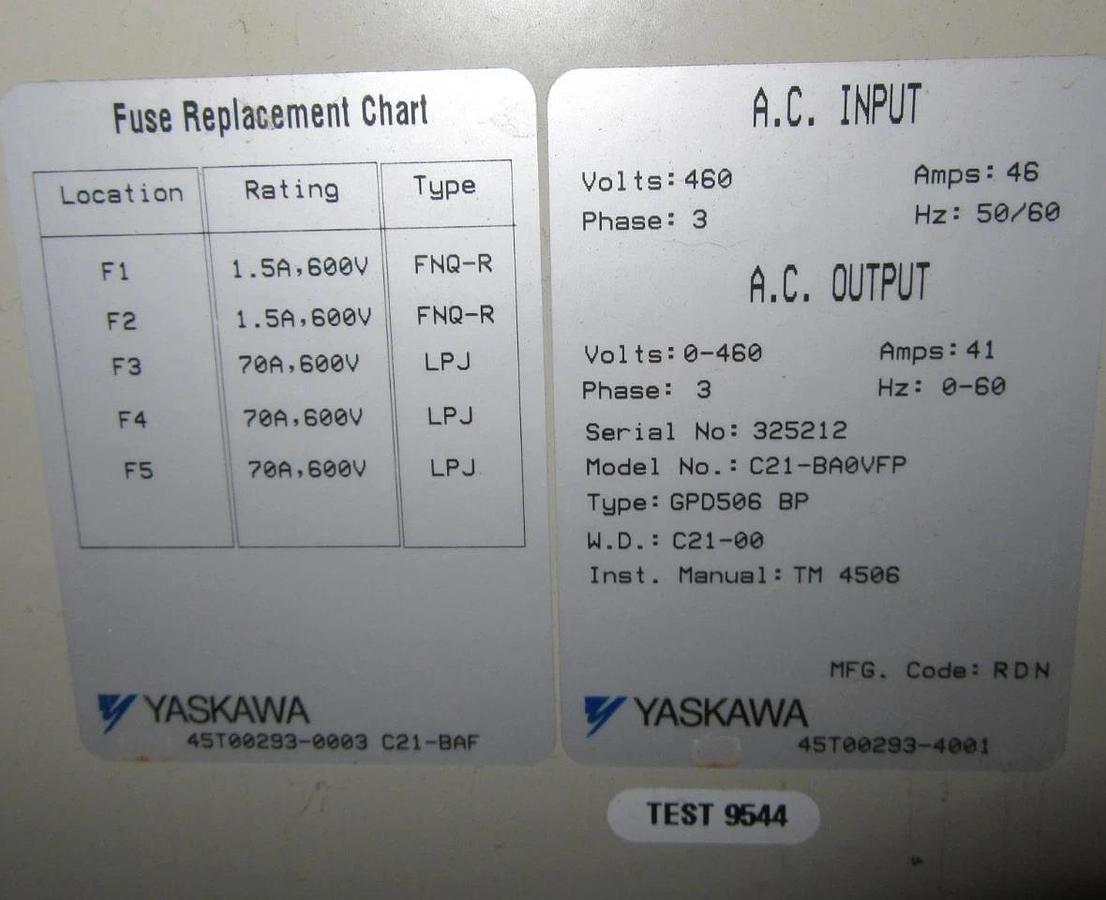 Fuse Replacement Chart
Location Rating Type
F1 1.5A,600V FNQ-R
F2 1.5A,600V FNQ-R
F3 70A,600V LPJ
F4 70A,600V LPJ
F5 70A,600V LPJ
YASKAWA
45T00293-0003 C21-BAF
A.C. INPUT
Volts: 460 Amps: 46
Phase: 3 Hz: 50/60
A.C. OUTPUT
Volts: 0-460 Amps: 41
Phase: 3 Hz: 0-60
Serial No: 325212
Model No.: C21-BA0VFP
Type: GPD506 BP
W.D.: C21-00
Inst. Manual: TM 4506
MFG. Code: RDN
YASKAWA
45T00293-4001
TEST 9544